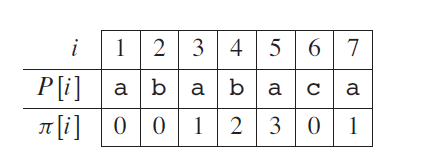 i 1 2 3 4 5 6 7
P[i] a b a b a c a
π[i] 0 0 1 2 3 0 1